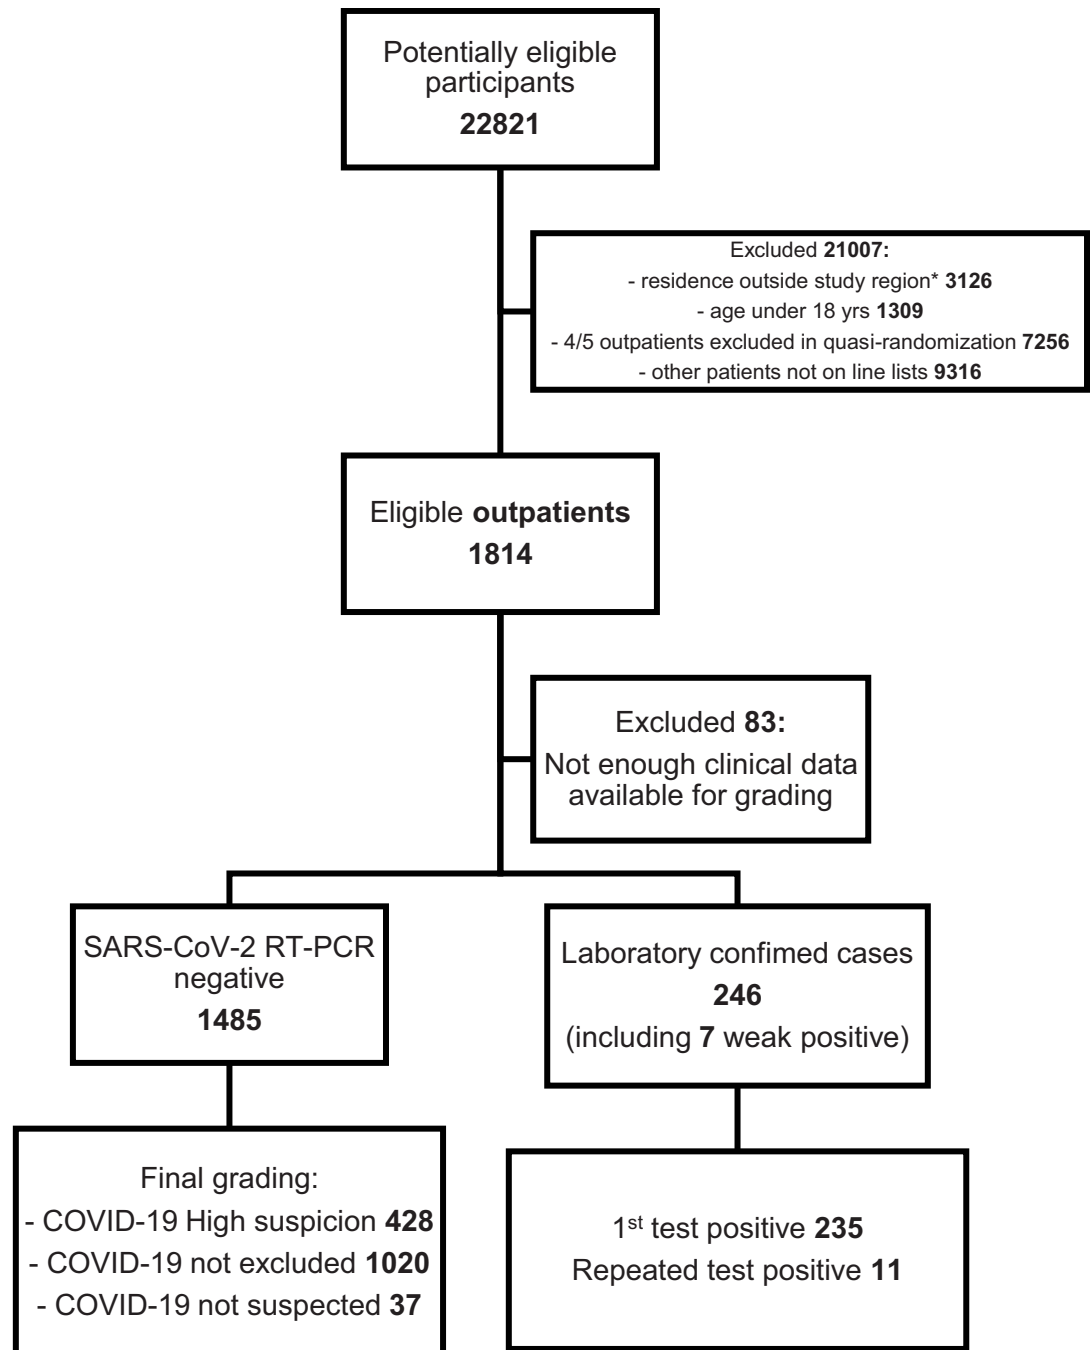 Potentially eligible
participants
22821
Excluded 21007:
- residence outside study region* 3126
- age under 18 yrs 1309
- 4/5 outpatients excluded in quasi-randomization 7256
- other patients not on line lists 9316
Eligible outpatients
1814
Excluded 83:
Not enough clinical data
available for grading
SARS-CoV-2 RT-PCR
negative
1485
Laboratory confimed cases
246
(including 7 weak positive)
Final grading:
- COVID-19 High suspicion 428
- COVID-19 not excluded 1020
- COVID-19 not suspected 37
1st test positive 235
Repeated test positive 11